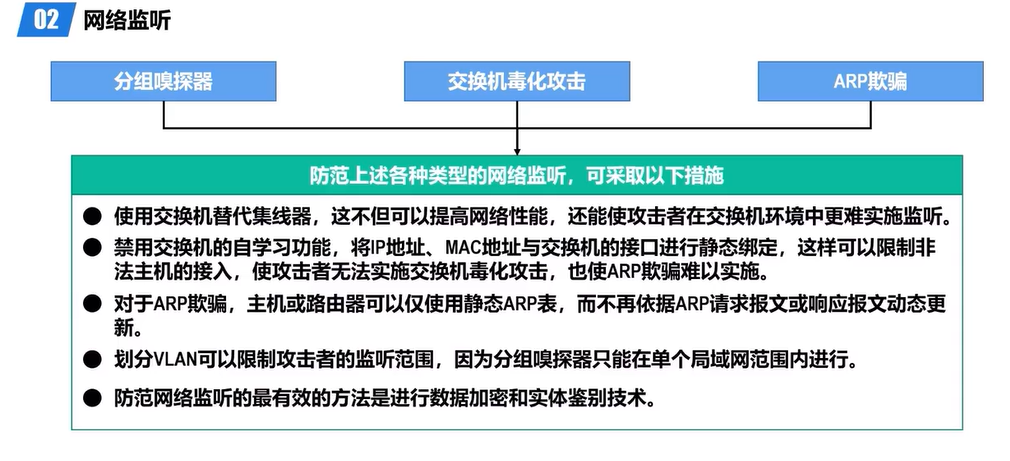 02 网络监听
分组嗅探器
交换机毒化攻击
ARP欺骗
防范上述各种类型的网络监听，可采取以下措施
● 使用交换机替代集线器，这不但可以提高网络性能，还能使攻击者在交换机环境中更难实施监听。
● 禁用交换机的自学习功能，将IP地址、MAC地址与交换机的接口进行静态绑定，这样可以限制非
法主机的接入，使攻击者无法实施交换机毒化攻击，也使ARP欺骗难以实施。
● 对于ARP欺骗，主机或路由器可以仅使用静态ARP表，而不再依据ARP请求报文或响应报文动态更
新。
● 划分VLAN可以限制攻击者的监听范围，因为分组嗅探器只能在单个局域网范围内进行。
● 防范网络监听的最有效的方法是进行数据加密和实体鉴别技术。